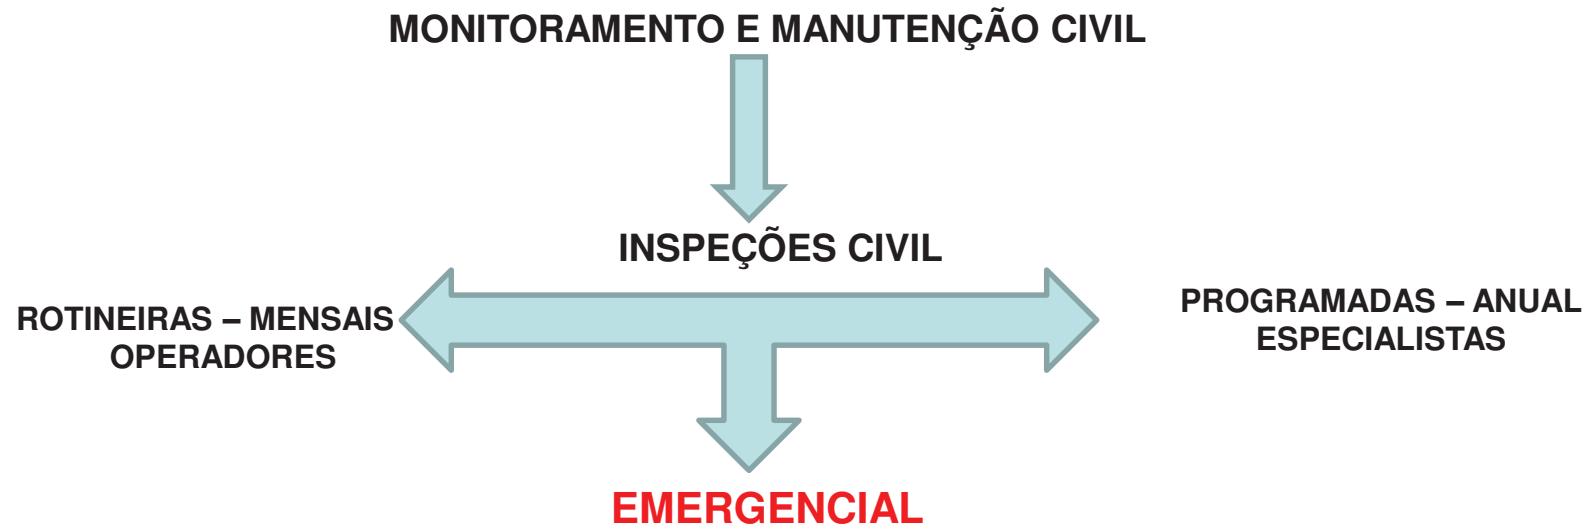 MONITORAMENTO E MANUTENÇÃO CIVIL
INSPEÇÕES CIVIL
ROTINEIRAS – MENSAIS
OPERADORES
PROGRAMADAS – ANUAL
ESPECIALISTAS
EMERGENCIAL